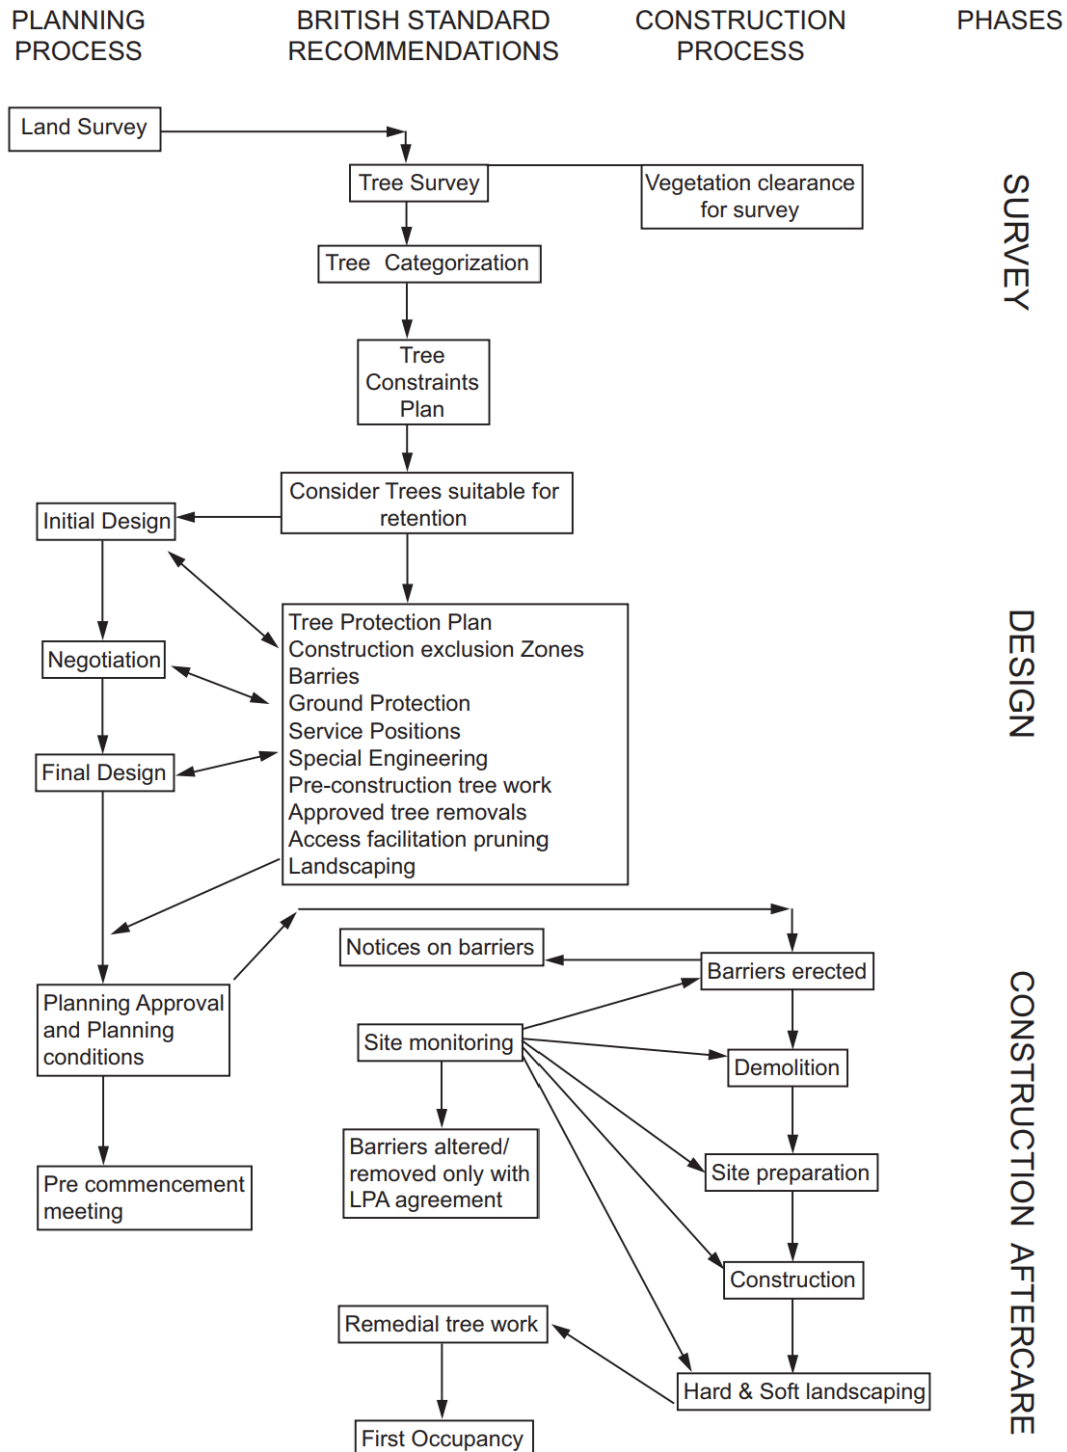 PLANNING
PROCESS
BRITISH STANDARD
RECOMMENDATIONS
CONSTRUCTION
PROCESS
PHASES
Land Survey
Tree Survey
Vegetation clearance
for survey
SURVEY
Tree Categorization
Tree
Constraints
Plan
Consider Trees suitable for
retention
Initial Design
Tree Protection Plan
Construction exclusion Zones
Barries
Ground Protection
Service Positions
Special Engineering
Pre-construction tree work
Approved tree removals
Access facilitation pruning
Landscaping
Negotiation
Final Design
DESIGN
Notices on barriers
Barriers erected
Planning Approval
and Planning
conditions
Site monitoring
Demolition
Barriers altered/
removed only with
LPA agreement
Site preparation
Pre commencement
meeting
Construction
Remedial tree work
Hard & Soft landscaping
First Occupancy
CONSTRUCTION AFTERCARE